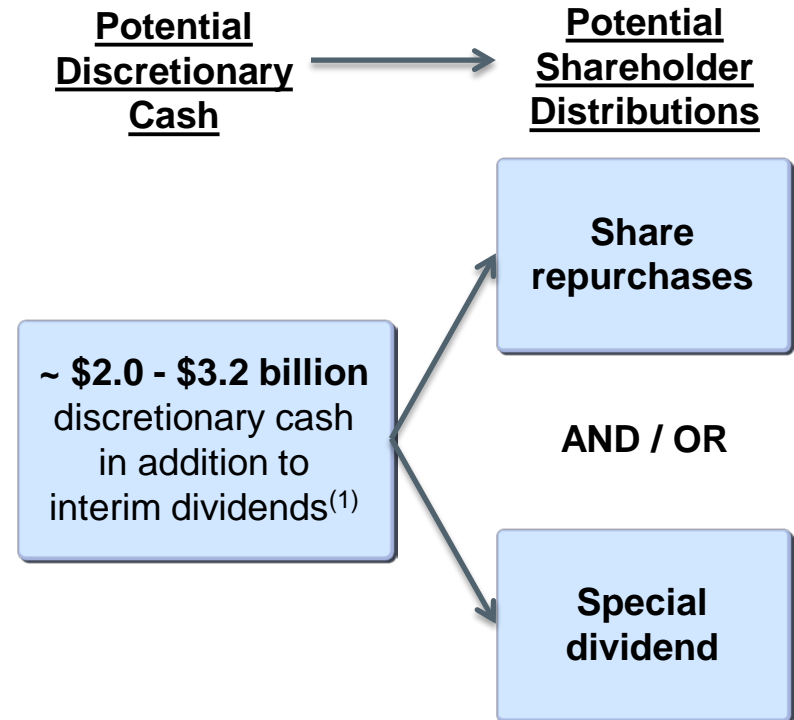 Potential
Discretionary
Cash
Potential
Shareholder
Distributions
~ $2.0 - $3.2 billion
discretionary cash
in addition to
interim dividends(1)
Share
repurchases
AND / OR
Special
dividend